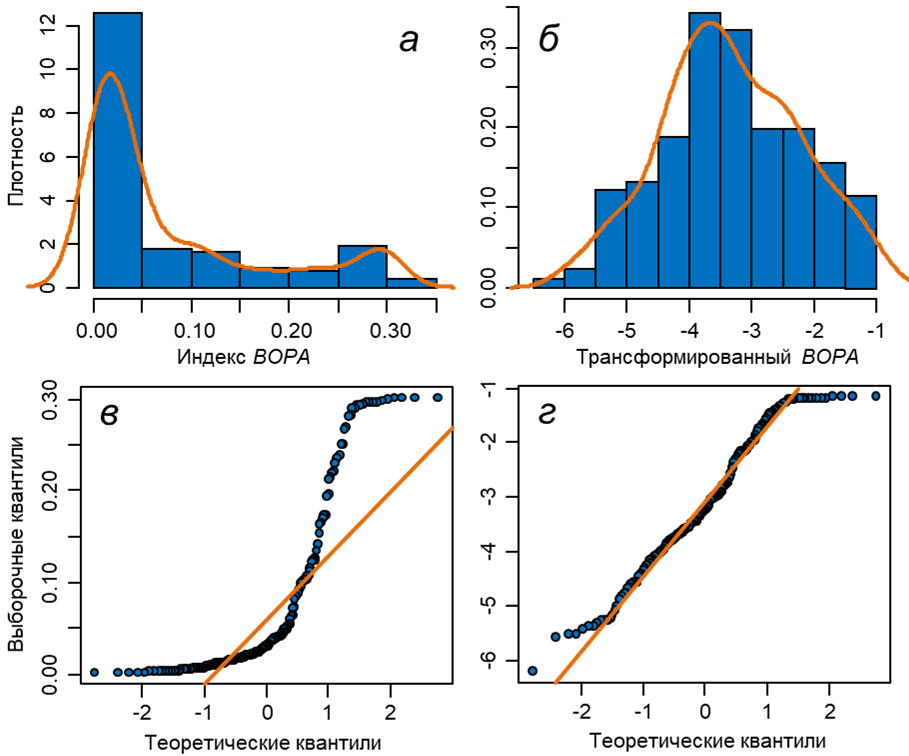 а
Плотность
0 2 4 6 8 10 12
0.00 0.10 0.20 0.30
Индекс BOPA
б
0.00 0.10 0.20 0.30
-6 -5 -4 -3 -2 -1
Трансформированный BOPA
в
Выборочные квантили
0.00 0.10 0.20 0.30
-2 -1 0 1 2
Теоретические квантили
г
-6 -5 -4 -3 -2 -1
-2 -1 0 1 2
Теоретические квантили